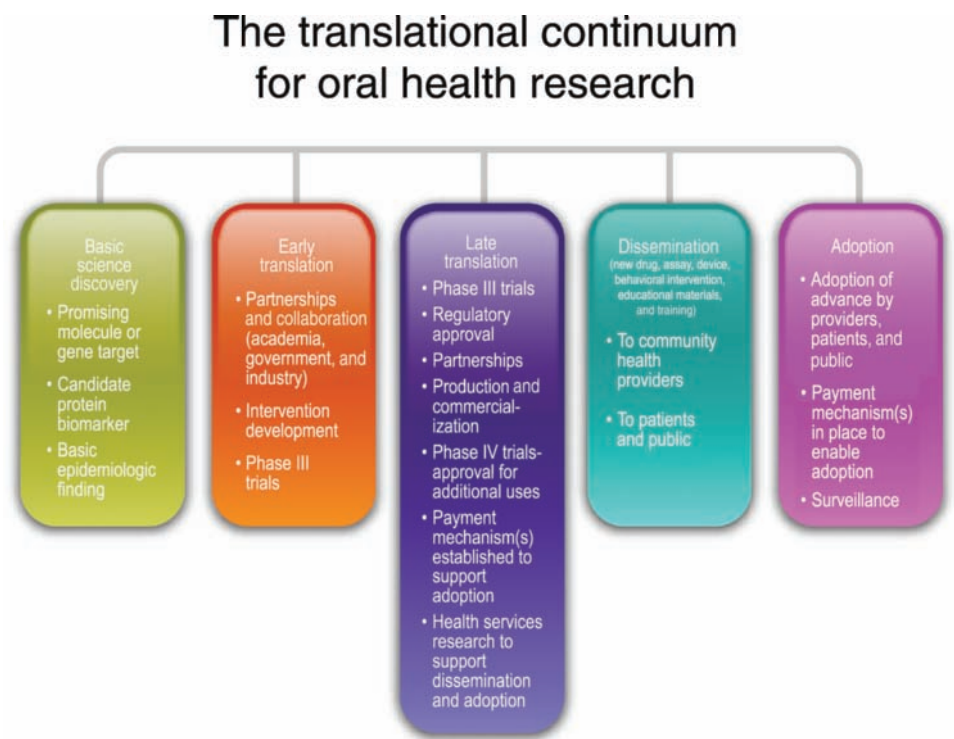 The translational continuum
for oral health research
Basic
science
discovery
• Promising
molecule or
gene target
• Candidate
protein
biomarker
• Basic
epidemiologic
finding
Early
translation
• Partnerships
and collaboration
(academia,
government, and
industry)
• Intervention
development
• Phase III
trials
Late
translation
• Phase III trials
• Regulatory
approval
• Partnerships
• Production and
commercial-
ization
• Phase IV trials-
approval for
additional uses
• Payment
mechanism(s)
established to
support
adoption
• Health services
research to
support
dissemination
and adoption
Dissemination
(new drug, assay, device,
behavioral intervention,
educational materials,
and training)
• To community
health
providers
• To patients
and public
Adoption
• Adoption of
advance by
providers,
patients, and
public
• Payment
mechanism(s)
in place to
enable
adoption
• Surveillance